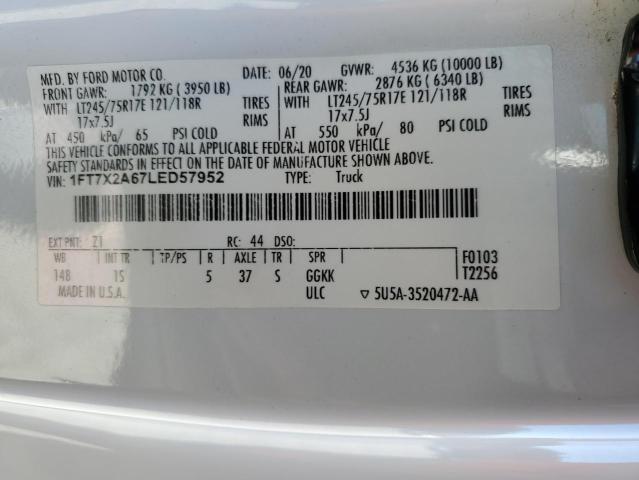 MFD. BY FORD MOTOR CO. DATE: 06/20 GVWR: 4536 KG (10000 LB)
FRONT GAWR: 1792 KG ( 3950 LB) REAR GAWR: 2876 KG ( 6340 LB)
WITH LT245/75R17E 121/118R TIRES WITH LT245/75R17E 121/118R TIRES
17x7.5J RIMS 17x7.5J RIMS
AT 450 kPa/ 65 PSI COLD AT 550 kPa/ 80 PSI COLD
THIS VEHICLE CONFORMS TO ALL APPLICABLE FEDERAL MOTOR VEHICLE
SAFETY STANDARDS IN EFFECT ON THE DATE OF MANUFACTURE SHOWN ABOVE.
VIN: 1FT7X2A67LED57952 TYPE: Truck
EXT PNT: Z1 RC: 44 DSO:
WB INT TR TP/PS R AXLE TR SPR F0103
148 1S 5 37 S GGKK T2256
MADE IN U.S.A. ULC ▽ 5U5A-3520472-AA